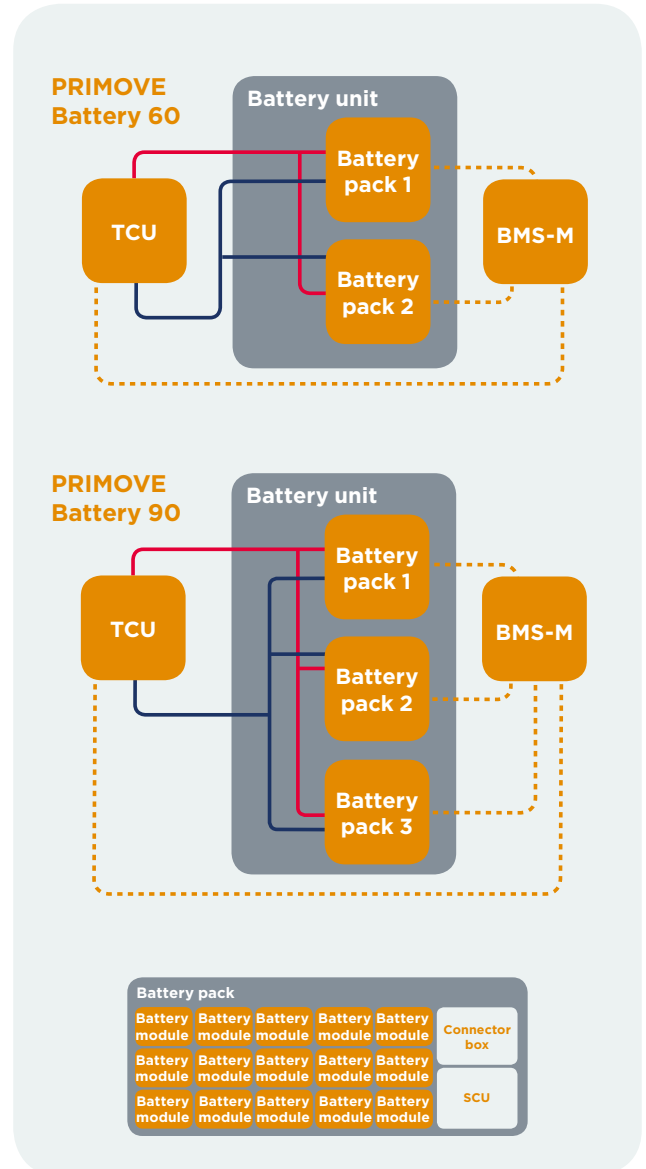 PRIMOVE
Battery 60
Battery unit
Battery
pack 1
TCU
BMS-M
Battery
pack 2
PRIMOVE
Battery 90
Battery unit
Battery
pack 1
TCU
BMS-M
Battery
pack 2
Battery
pack 3
Battery pack
Battery Battery Battery Battery Battery
module module module module module
Connector
box
Battery Battery Battery Battery Battery
module module module module module
SCU
Battery Battery Battery Battery Battery
module module module module module